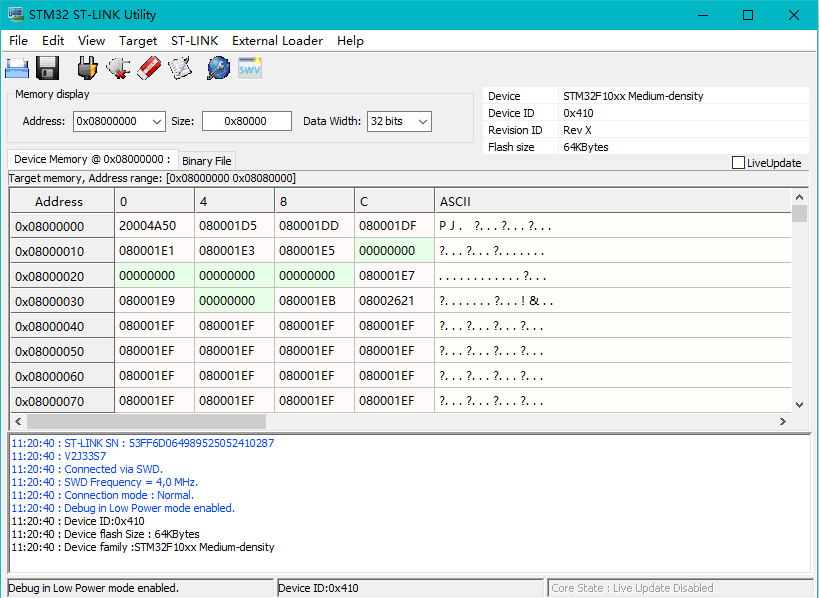 STM32 ST-LINK Utility
File Edit View Target ST-LINK External Loader Help
SWV
Memory display
Address: 0x08000000 Size: 0x80000 Data Width: 32 bits
Device STM32F10xx Medium-density
Device ID 0x410
Revision ID Rev X
Flash size 64KBytes
LiveUpdate
Device Memory @ 0x08000000 : Binary File
Target memory, Address range: [0x08000000 0x08080000]
Address 0 4 8 C ASCII
0x08000000 20004A50 080001D5 080001DD 080001DF PJ. ?...?...?...
0x08000010 080001E1 080001E3 080001E5 00000000 ?...?...?.......
0x08000020 00000000 00000000 00000000 080001E7 ............?...
0x08000030 080001E9 00000000 080001EB 08002621 ?.......?...!&..
0x08000040 080001EF 080001EF 080001EF 080001EF ?...?...?...?...
0x08000050 080001EF 080001EF 080001EF 080001EF ?...?...?...?...
0x08000060 080001EF 080001EF 080001EF 080001EF ?...?...?...?...
0x08000070 080001EF 080001EF 080001EF 080001EF ?...?...?...?...
11:20:40 : ST-LINK SN : 53FF6D064989525052410287
11:20:40 : V2J33S7
11:20:40 : Connected via SWD.
11:20:40 : SWD Frequency = 4,0 MHz.
11:20:40 : Connection mode : Normal.
11:20:40 : Debug in Low Power mode enabled.
11:20:40 : Device ID:0x410
11:20:40 : Device flash Size : 64KBytes
11:20:40 : Device family :STM32F10xx Medium-density
Debug in Low Power mode enabled. Device ID:0x410 Core State : Live Update Disabled